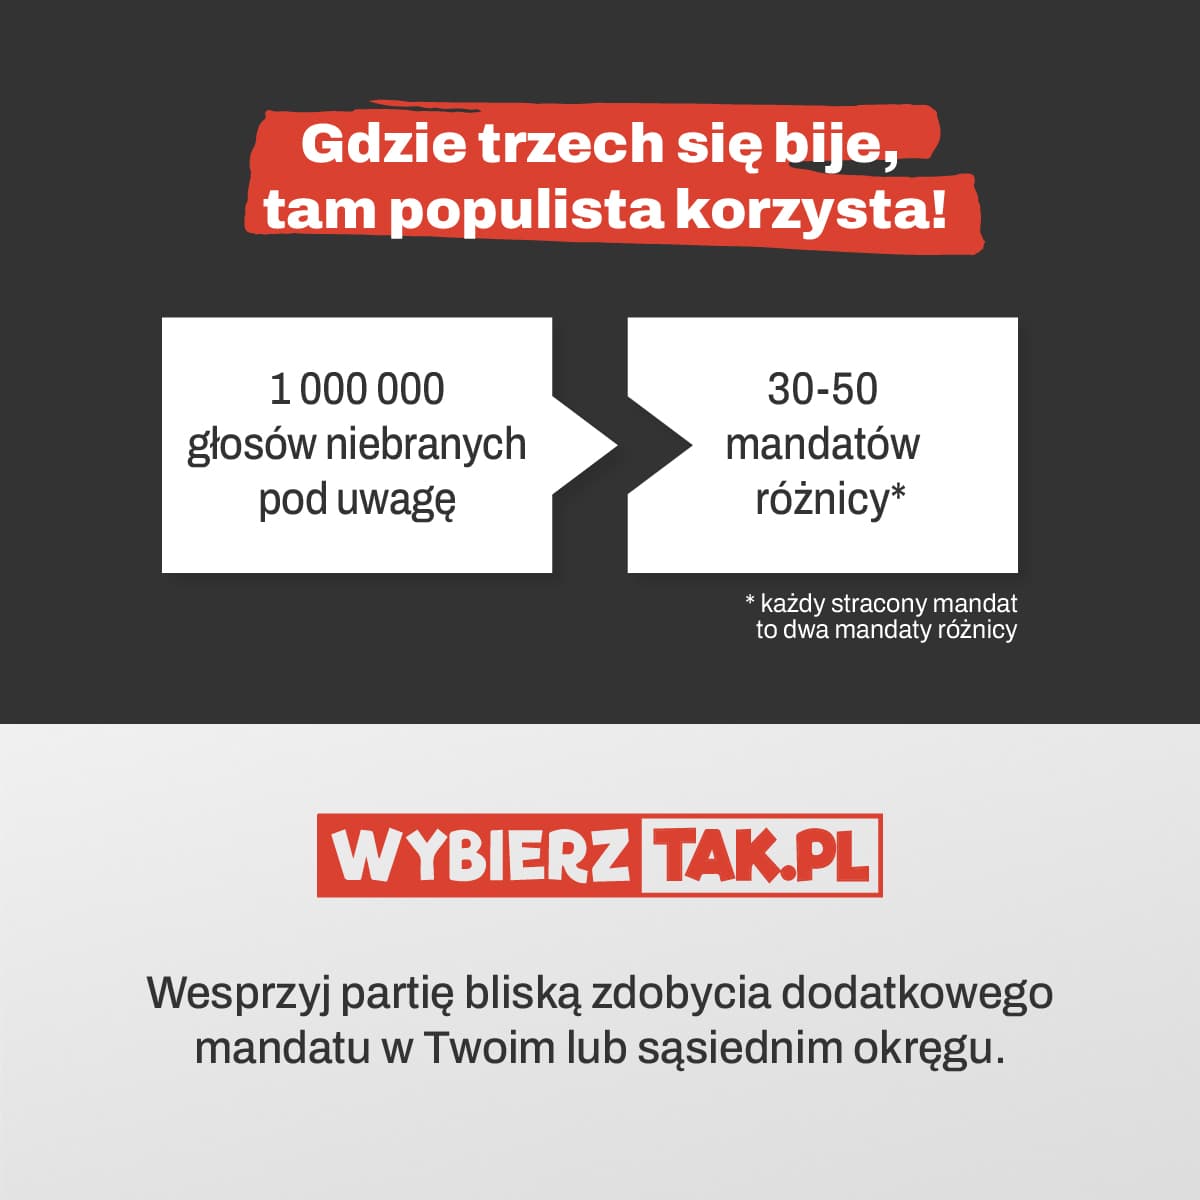 Gdzie trzech się bije,
tam populista korzysta!
1 000 000
głosów niebranych
pod uwagę
30-50
mandatów
różnicy*
* każdy stracony mandat
to dwa mandaty różnicy
WYBIERZ TAK.PL
Wesprzyj partię bliską zdobycia dodatkowego
mandatu w Twoim lub sąsiednim okręgu.